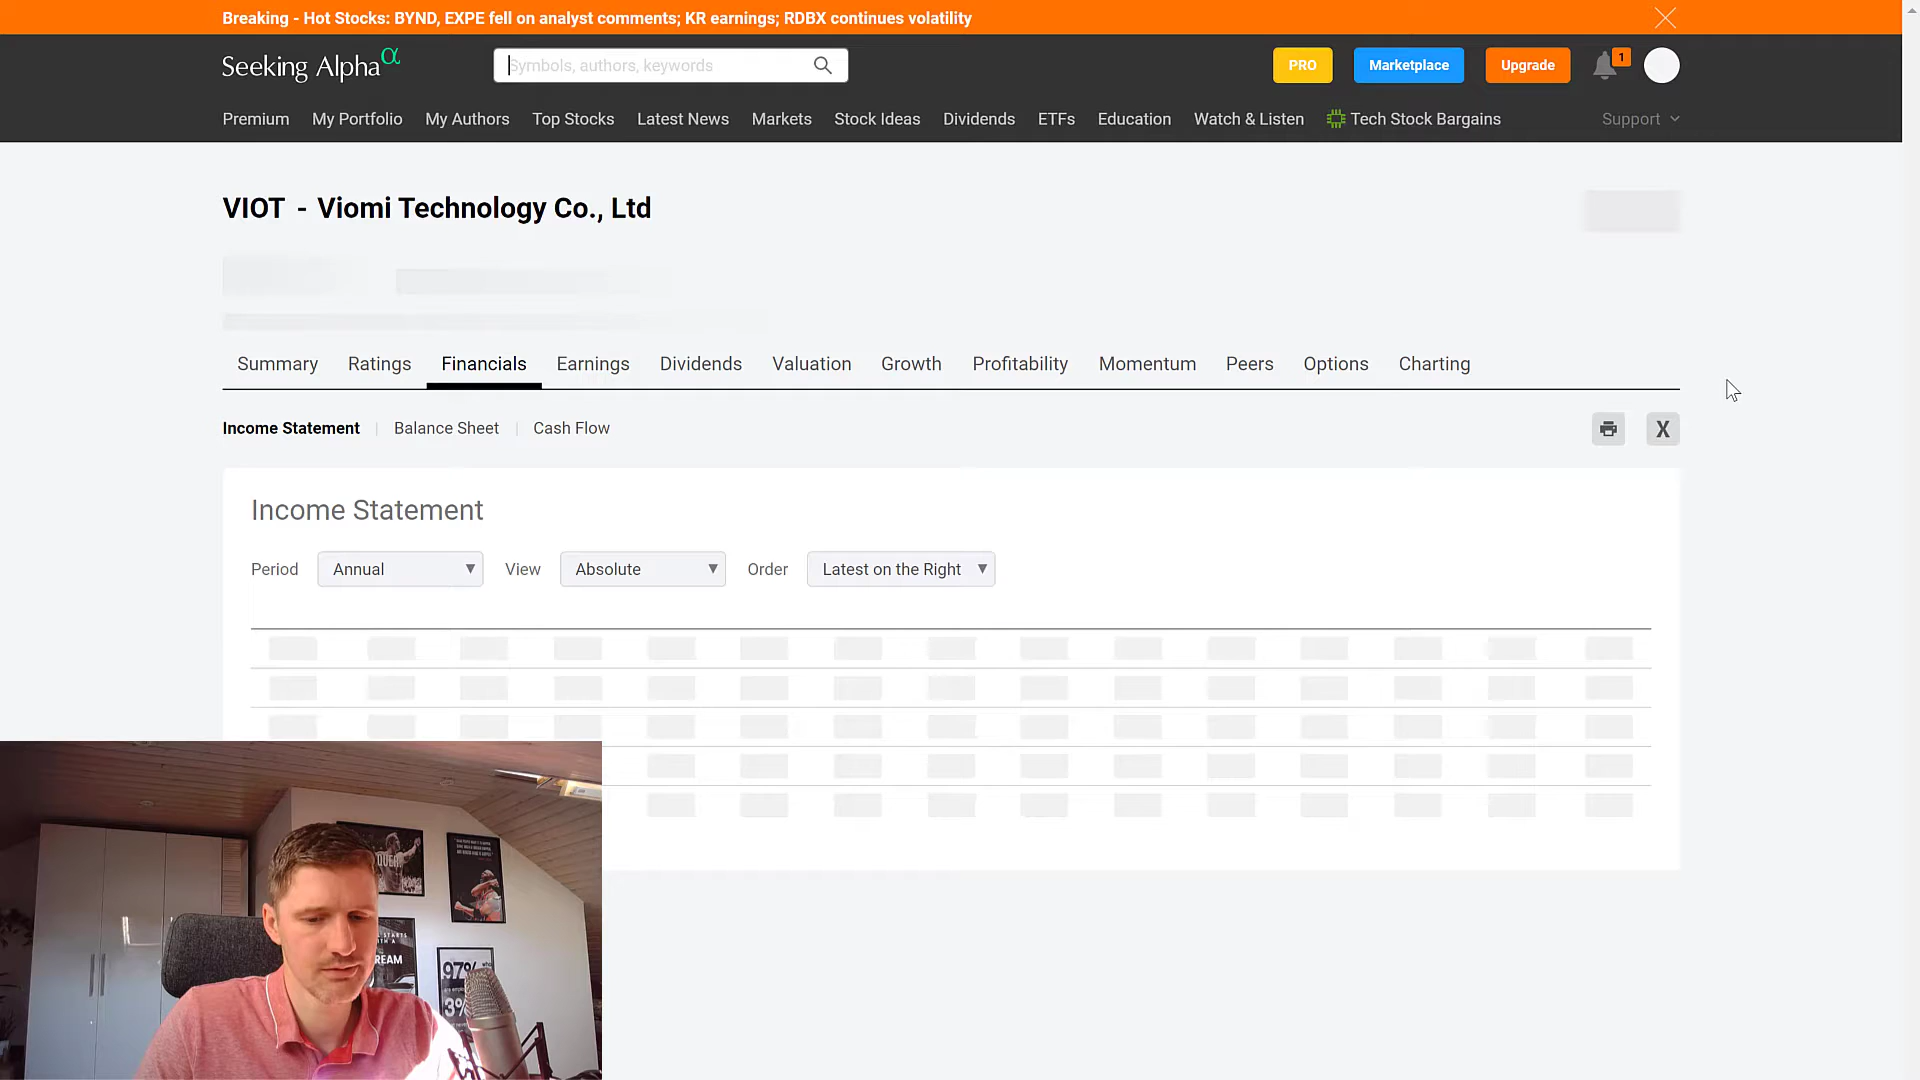 Breaking - Hot Stocks: BYND, EXPE fell on analyst comments; KR earnings; RDBX continues volatility
Seeking Alpha α
Symbols, authors, keywords
PRO
Marketplace
Upgrade
1
Premium My Portfolio My Authors Top Stocks Latest News Markets Stock Ideas Dividends ETFs Education Watch & Listen Tech Stock Bargains Support
VIOT - Viomi Technology Co., Ltd
Summary Ratings Financials Earnings Dividends Valuation Growth Profitability Momentum Peers Options Charting
Income Statement | Balance Sheet | Cash Flow
X
Income Statement
Period Annual View Absolute Order Latest on the Right
97%
3%